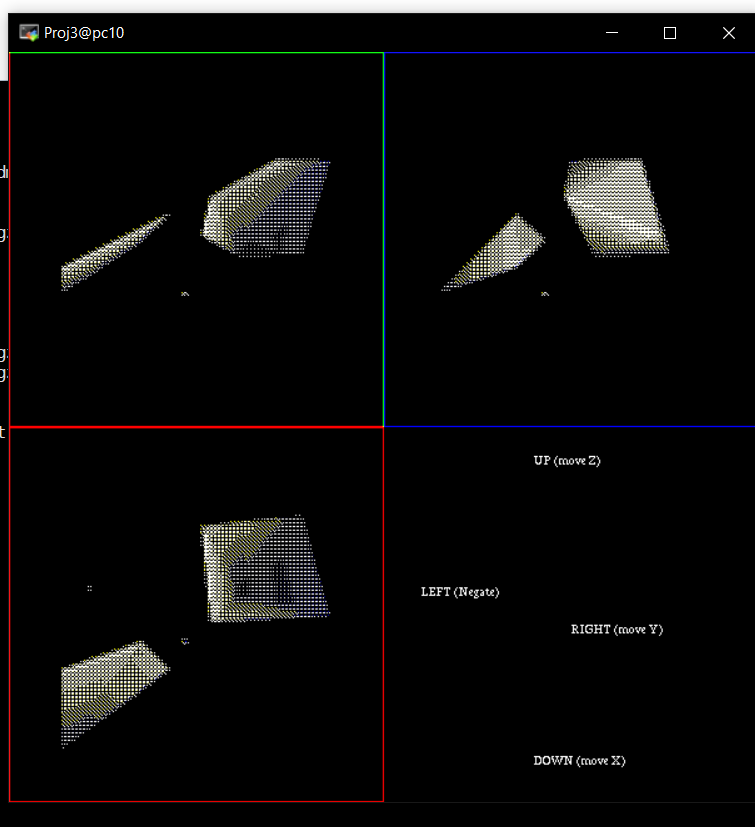 Proj3@pc10
UP (move Z)
LEFT (Negate)
RIGHT (move Y)
DOWN (move X)